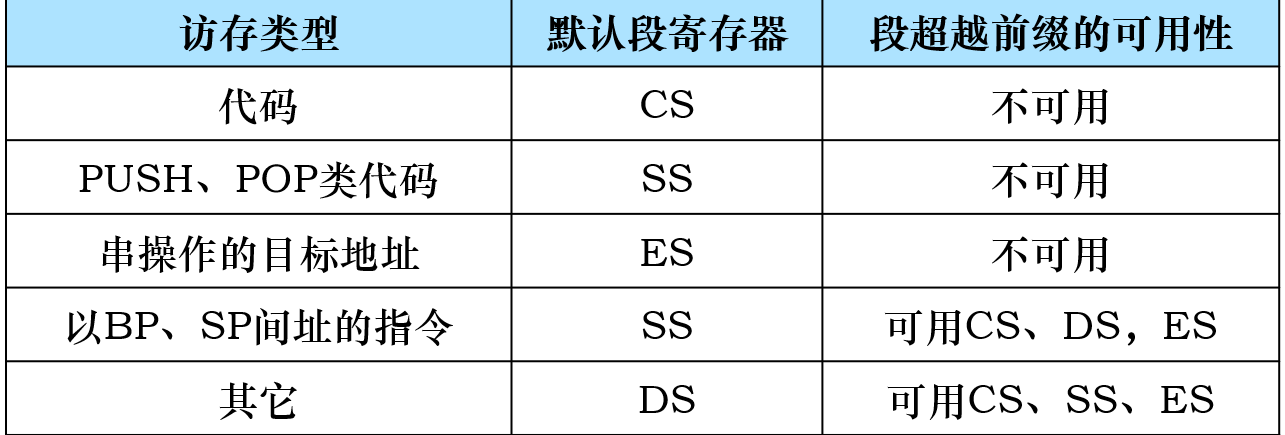 访存类型 默认段寄存器 段超越前缀的可用性
代码 CS 不可用
PUSH、POP类代码 SS 不可用
串操作的目标地址 ES 不可用
以BP、SP间址的指令 SS 可用CS、DS，ES
其它 DS 可用CS、SS、ES